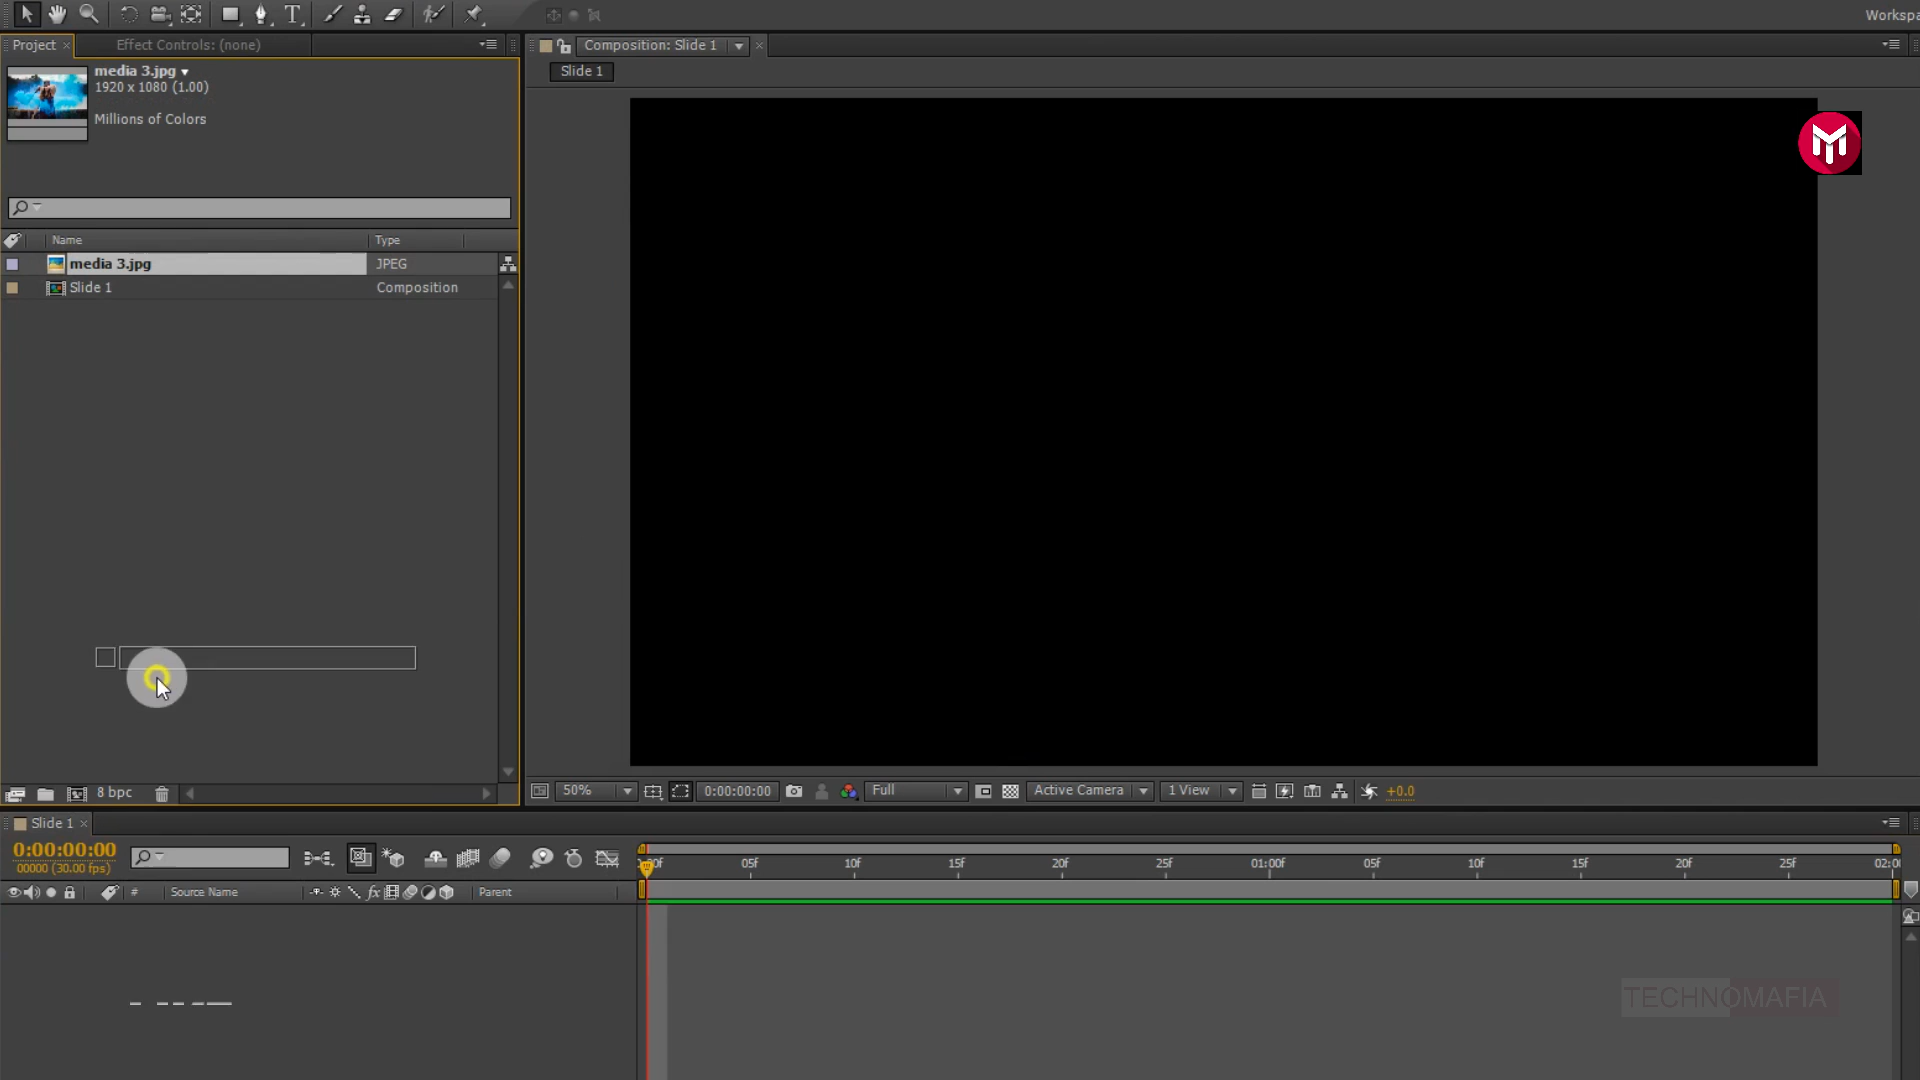 Workspa
Project
Effect Controls: (none)
Composition: Slide 1
media 3.jpg
Slide 1
1920 x 1080 (1.00)
Millions of Colors
Name
Type
media 3.jpg
JPEG
Slide 1
Composition
8 bpc
50%
0:00:00:00
Full
Active Camera
1 View
+0.0
Slide 1
0:00:00:00
00000 (30.00 fps)
05f
10f
15f
20f
25f
01:00f
05f
10f
15f
20f
25f
02:0
#
Source Name
fx
Parent
TECHNOMAFIA